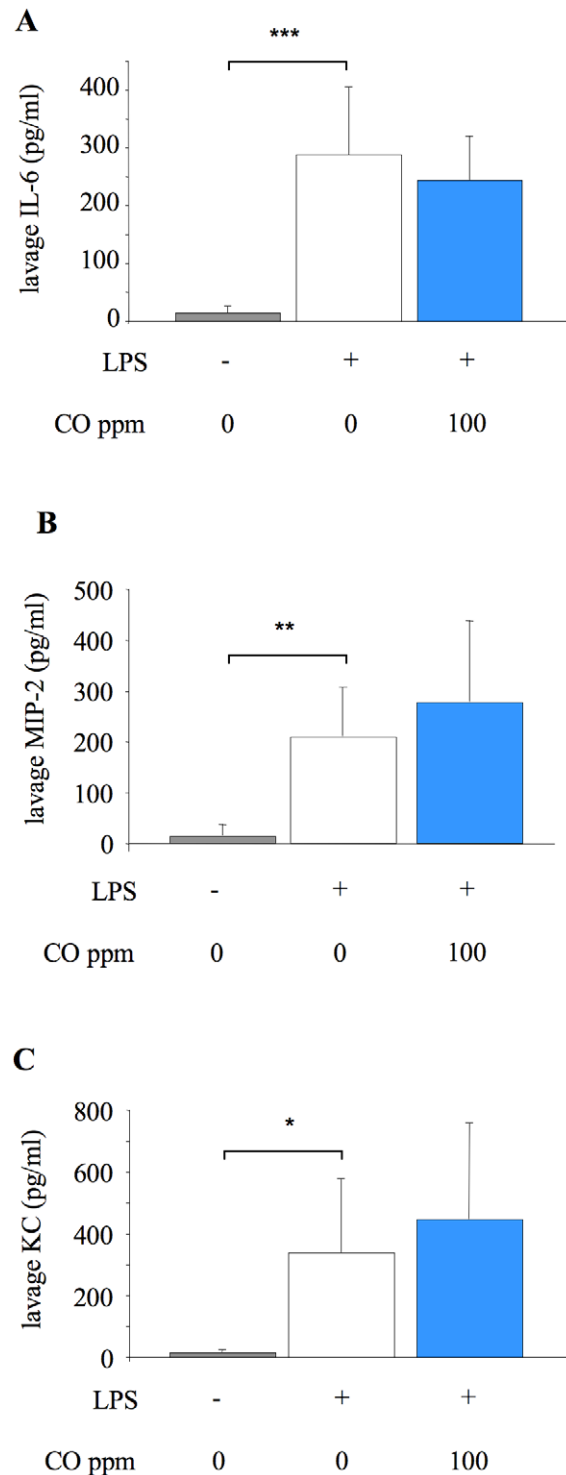 A
***
lavage IL-6 (pg/ml)
400
300
200
100
0
LPS - + +
CO ppm 0 0 100
B
**
lavage MIP-2 (pg/ml)
500
400
300
200
100
0
LPS - + +
CO ppm 0 0 100
C
*
lavage KC (pg/ml)
800
600
400
200
0
LPS - + +
CO ppm 0 0 100